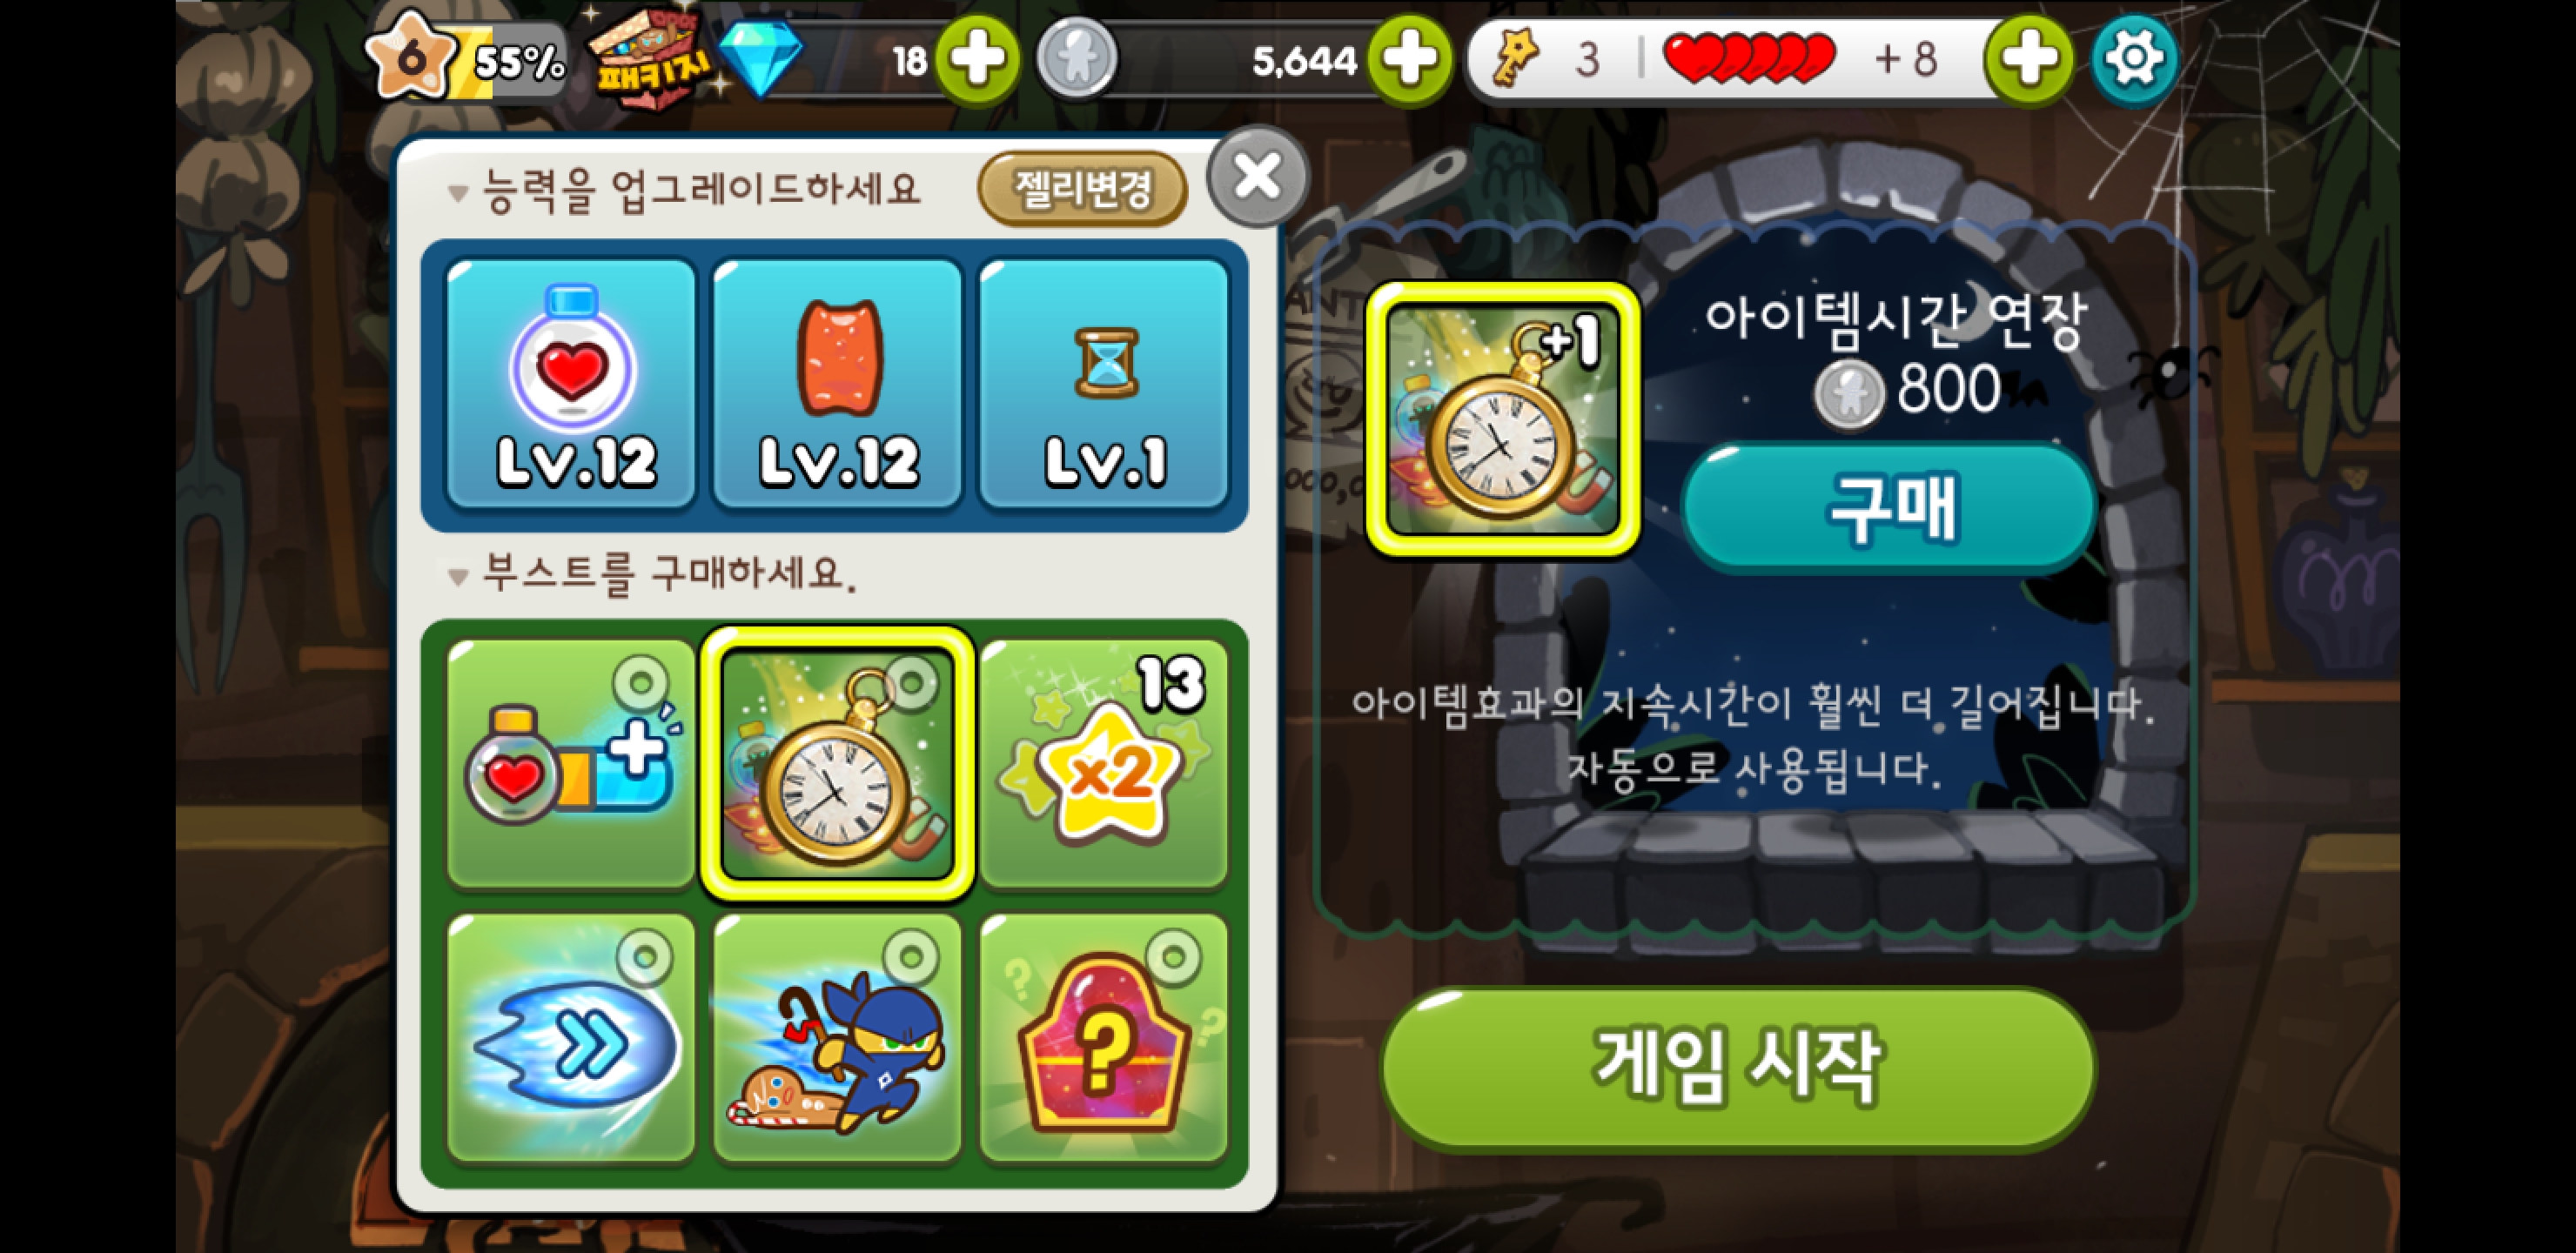 6 55% 패키지 18 5,644 3 +8
능력을 업그레이드하세요 젤리변경
Lv.12 Lv.12 Lv.1
부스트를 구매하세요.
13
x2
?
+1
아이템시간 연장
800
구매
아이템효과의 지속시간이 훨씬 더 길어집니다.
자동으로 사용됩니다.
게임 시작